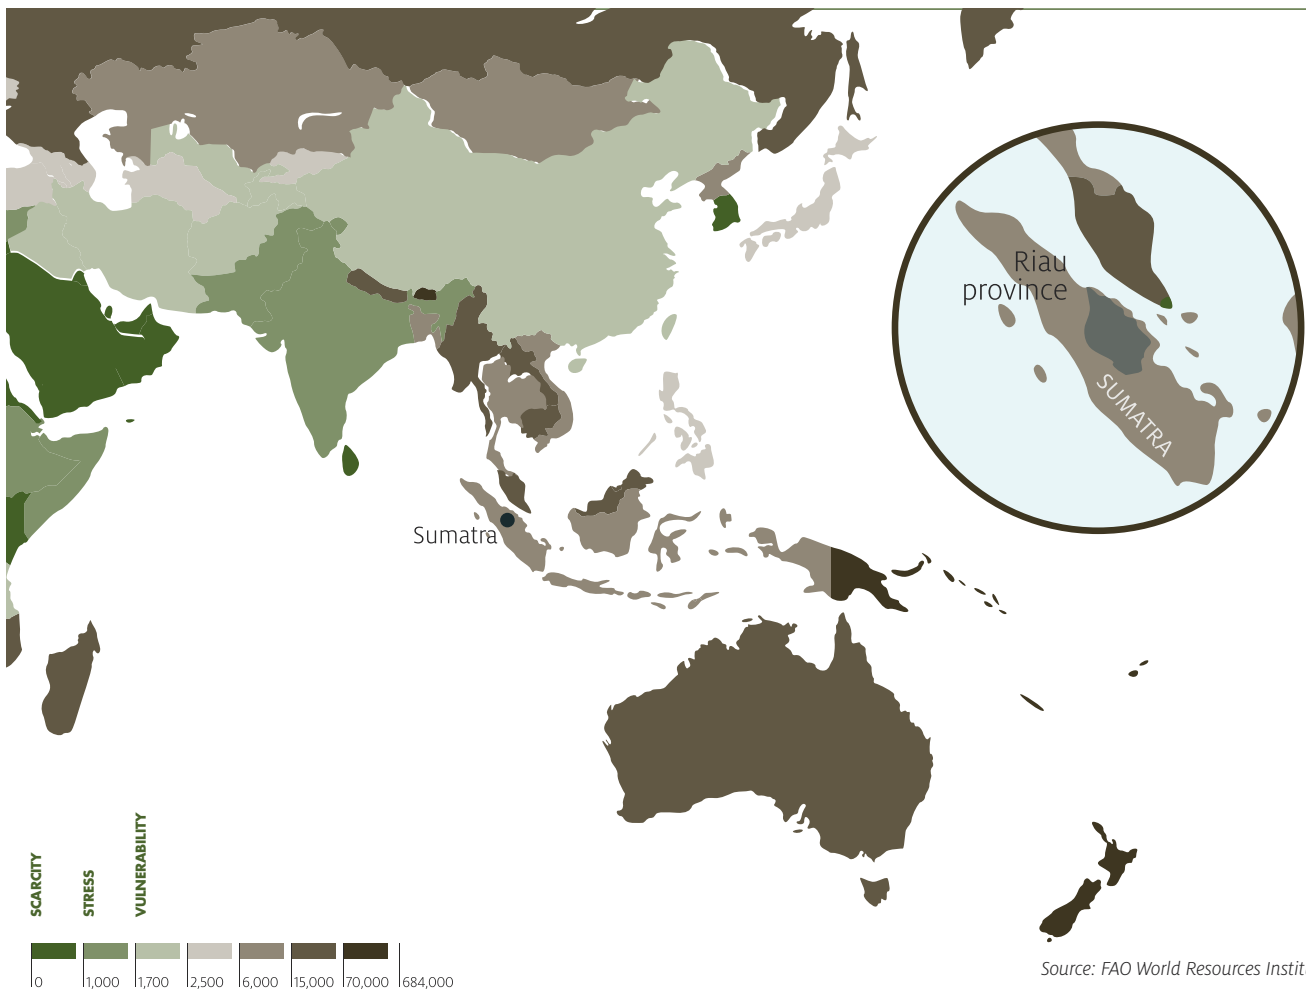 Riau
province
SUMATRA
Sumatra
SCARCITY
STRESS
VULNERABILITY
0 1,000 1,700 2,500 6,000 15,000 70,000 684,000
Source: FAO World Resources